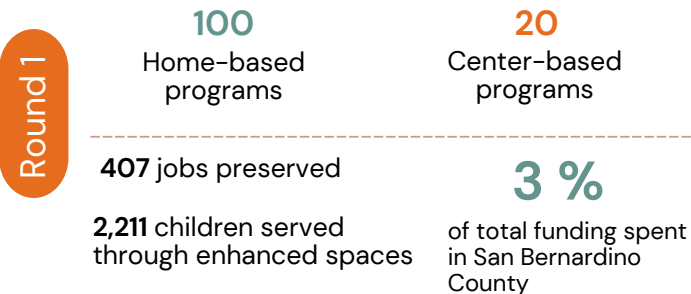 Round 1
100
Home-based
programs
20
Center-based
programs
407 jobs preserved
2,211 children served
through enhanced spaces
3 %
of total funding spent
in San Bernardino
County